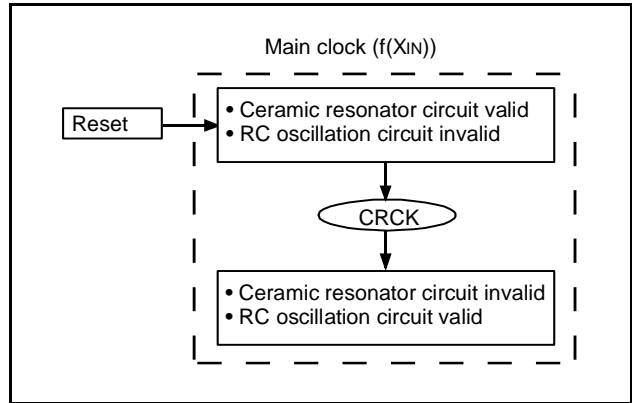 Main clock (f(XIN))
Reset
• Ceramic resonator circuit valid
• RC oscillation circuit invalid
CRCK
• Ceramic resonator circuit invalid
• RC oscillation circuit valid